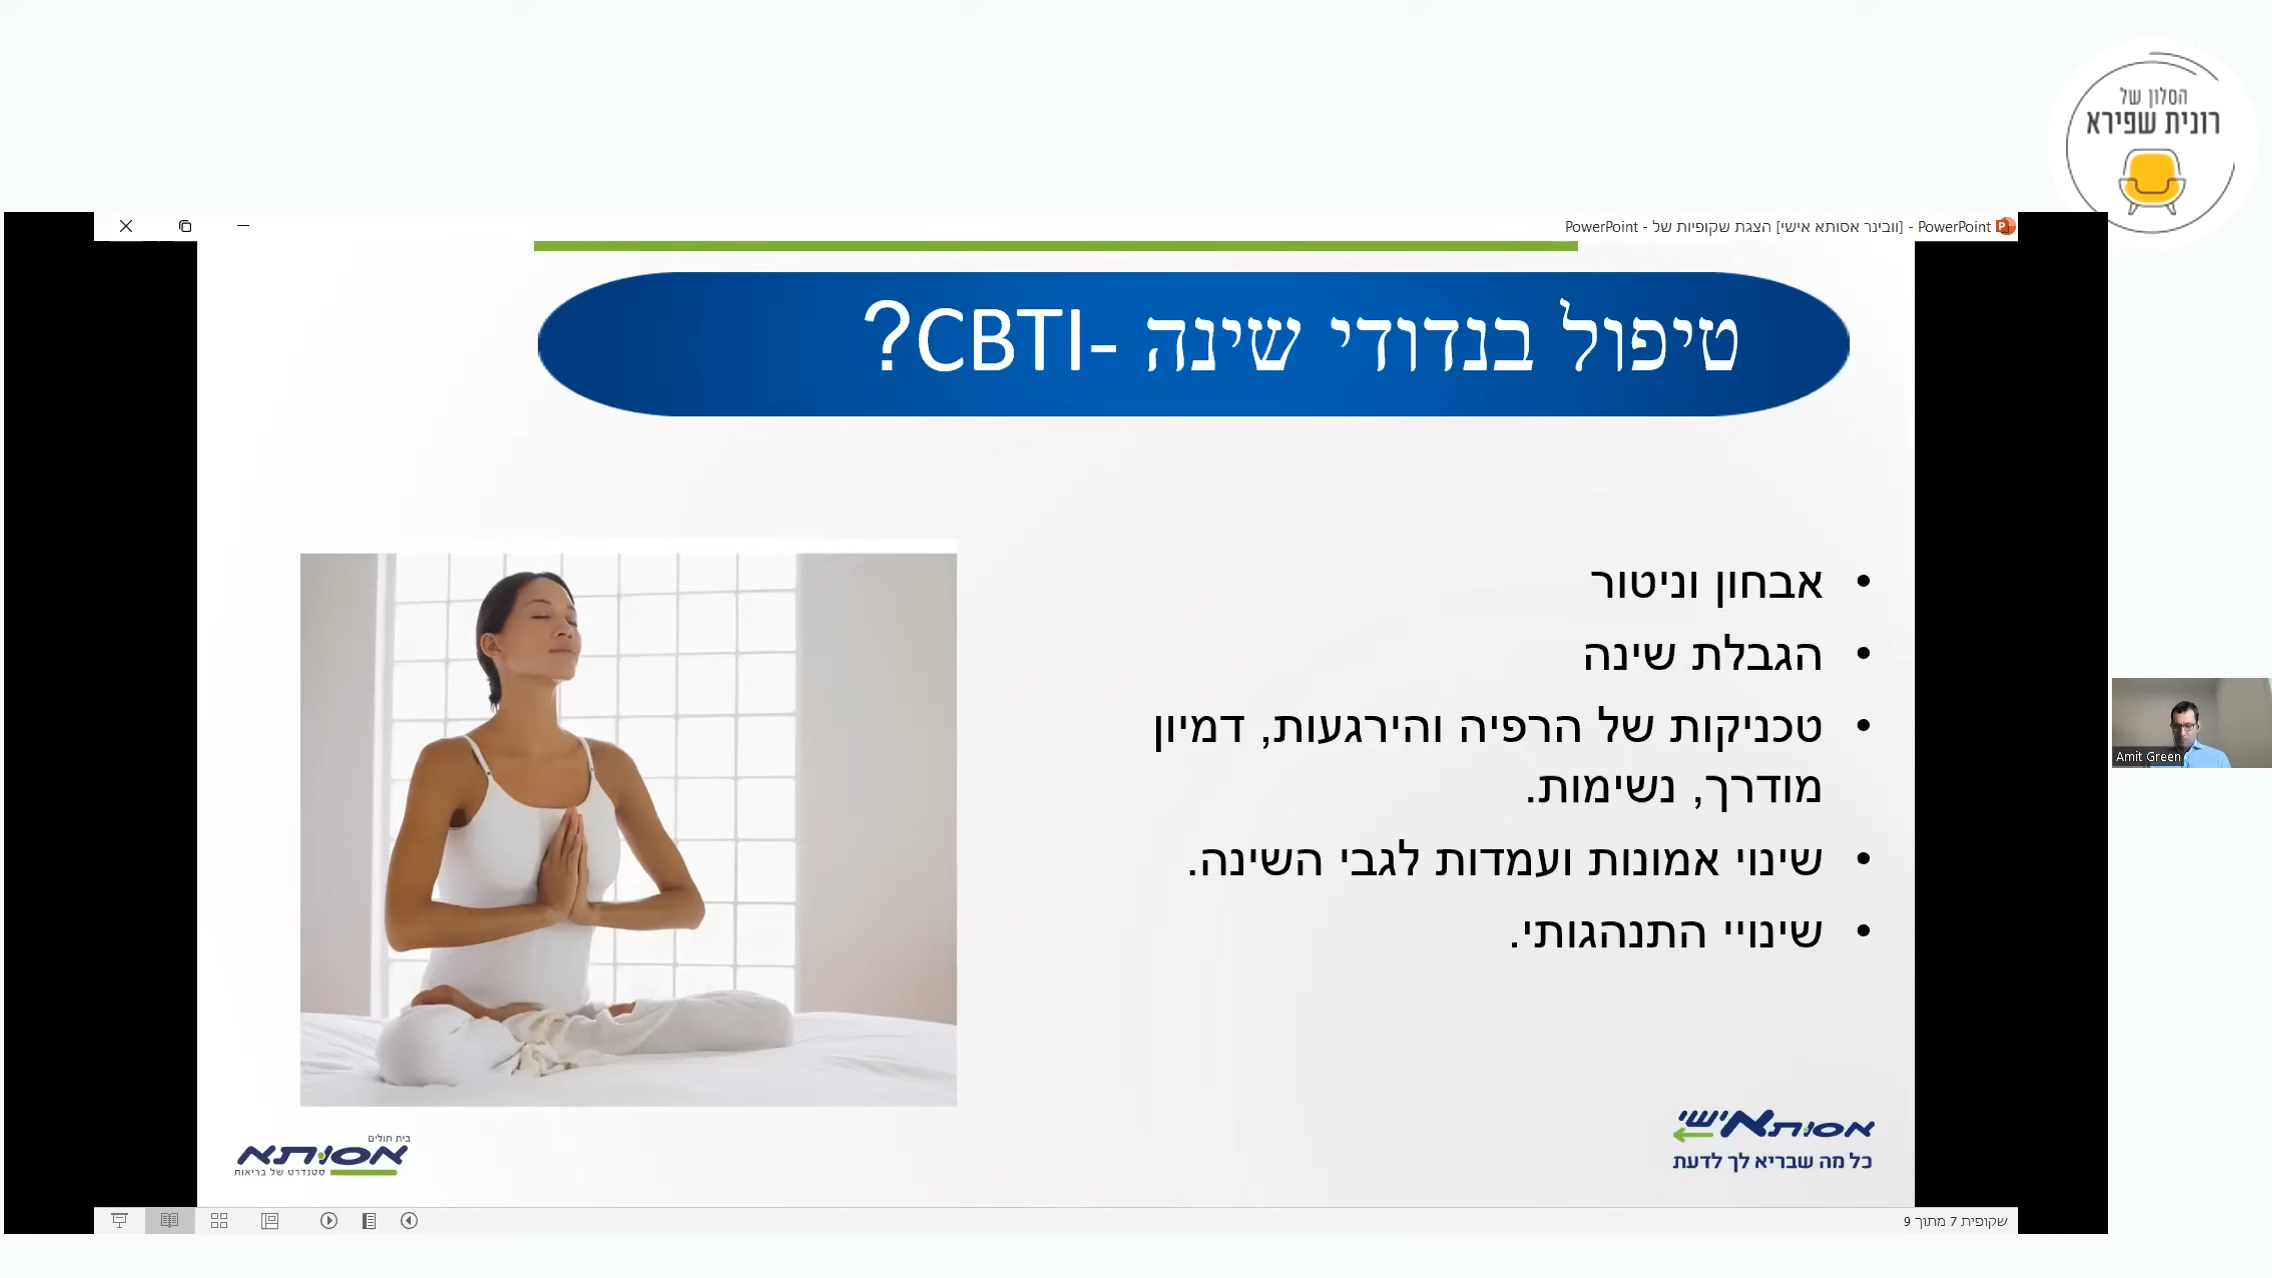 הסלון של
רונית שפירא
PowerPoint - [וובינר אסותא אישי] הצגת שקופיות של - PowerPoint
טיפול בנדודי שינה -CBTI?
• אבחון וניטור
• הגבלת שינה
• טכניקות של הרפיה והירגעות, דמיון
מודרך, נשימות.
• שינוי אמונות ועמדות לגבי השינה.
• שינויי התנהגותי.
Amit Green
אסותאישי
כל מה שבריא לך לדעת
בית חולים
אסותא
סטנדרט של בריאות
שקופית 7 מתוך 9